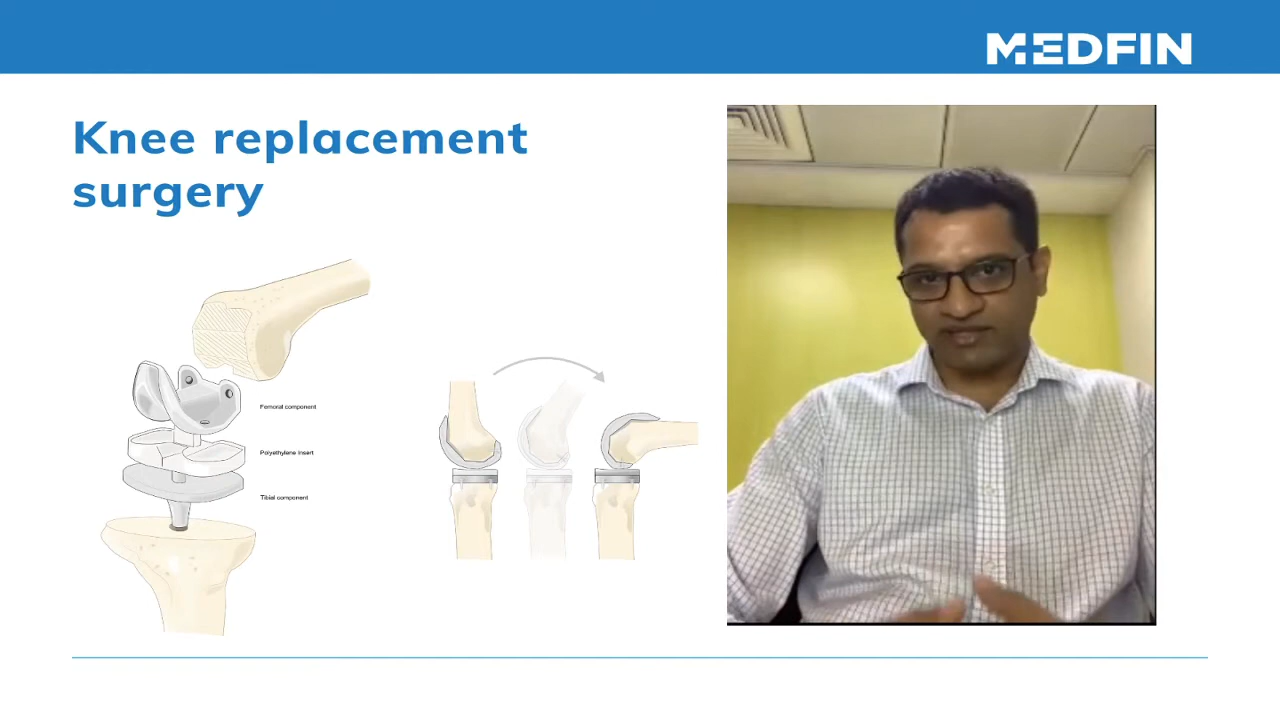 MEDFIN
Knee replacement
surgery
Femoral component
Polyethylene insert
Tibial component